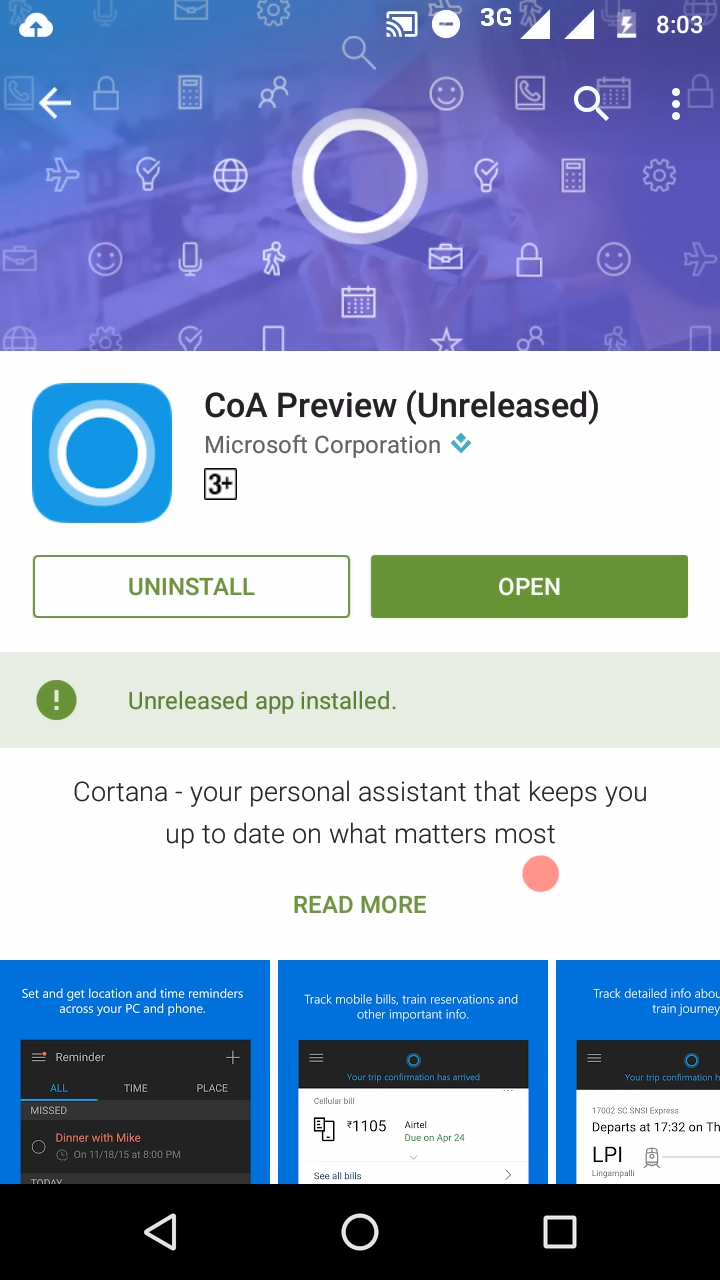 3G 8:03
CoA Preview (Unreleased)
Microsoft Corporation
3+
UNINSTALL OPEN
Unreleased app installed.
Cortana - your personal assistant that keeps you
up to date on what matters most
READ MORE
Set and get location and time reminders
across your PC and phone.
Reminder
ALL TIME PLACE
MISSED
Dinner with Mike
On 11/18/15 at 8:00 PM
TODAY
Track mobile bills, train reservations and
other important info.
Your trip confirmation has arrived
Cellular bill
₹1105 Airtel
Due on Apr 24
See all bills
Track detailed info abou
train journey
Your trip confirmation h
17002 SC SNSI Express
Departs at 17:32 on Th
LPI
Lingampalli